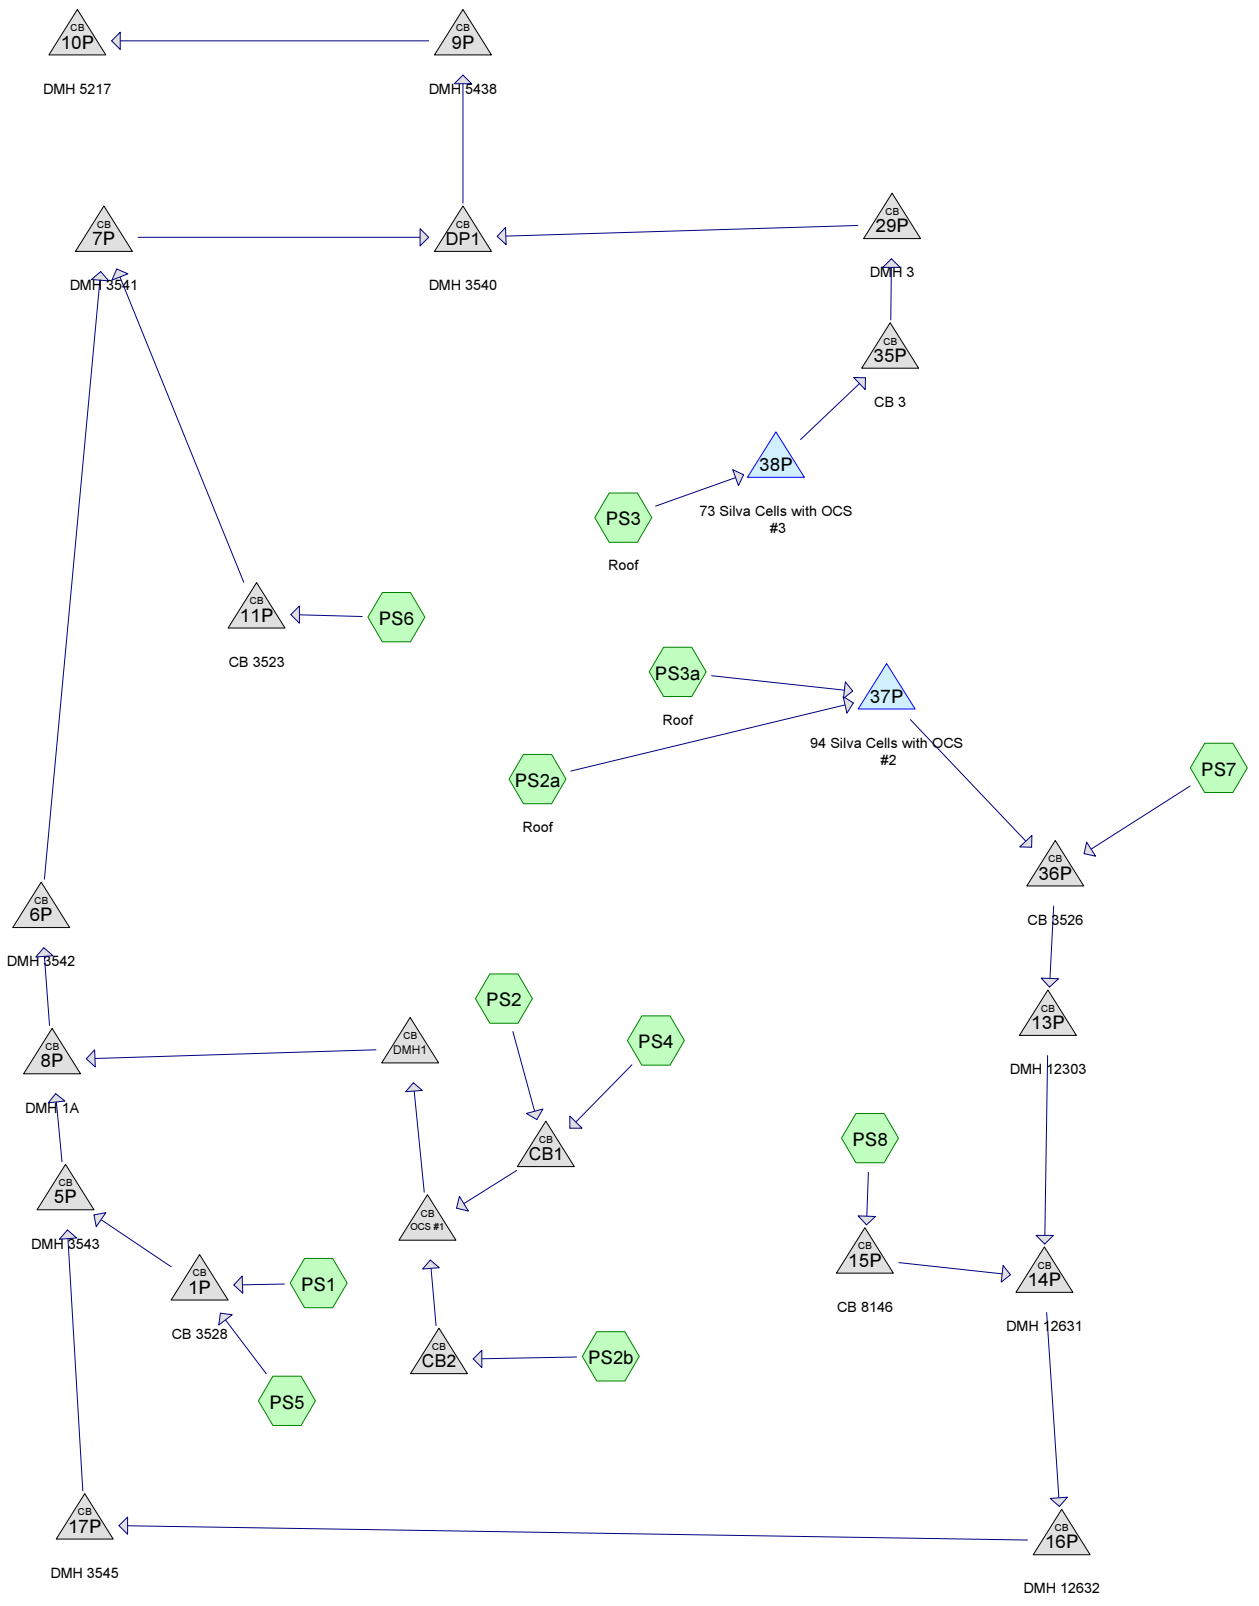 CB
10P
DMH 5217
CB
9P
DMH 5438
CB
7P
DMH 3541
CB
DP1
DMH 3540
CB
29P
DMH 3
CB
35P
CB 3
38P
73 Silva Cells with OCS
#3
PS3
Roof
CB
11P
CB 3523
PS6
PS3a
Roof
37P
94 Silva Cells with OCS
#2
PS2a
Roof
PS7
CB
36P
CB 3526
CB
6P
DMH 3542
PS2
PS4
CB
13P
DMH 12303
CB
8P
DMH 1A
CB
DMH1
CB
CB1
PS8
CB
5P
DMH 3543
CB
OCS #1
CB
15P
CB 8146
CB
14P
DMH 12631
CB
1P
CB 3528
PS1
CB
CB2
PS2b
PS5
CB
17P
DMH 3545
CB
16P
DMH 12632